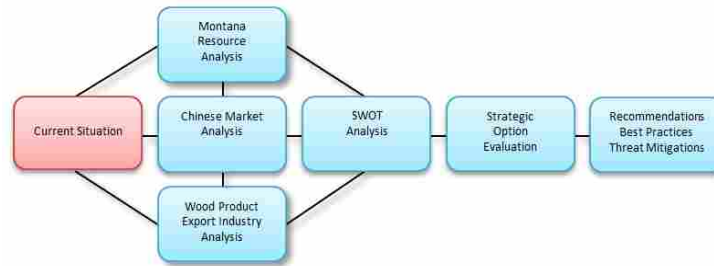 Montana
Resource
Analysis
Current Situation
Chinese Market
Analysis
SWOT
Analysis
Strategic
Option
Evaluation
Recommendations
Best Practices
Threat Mitigations
Wood Product
Export Industry
Analysis